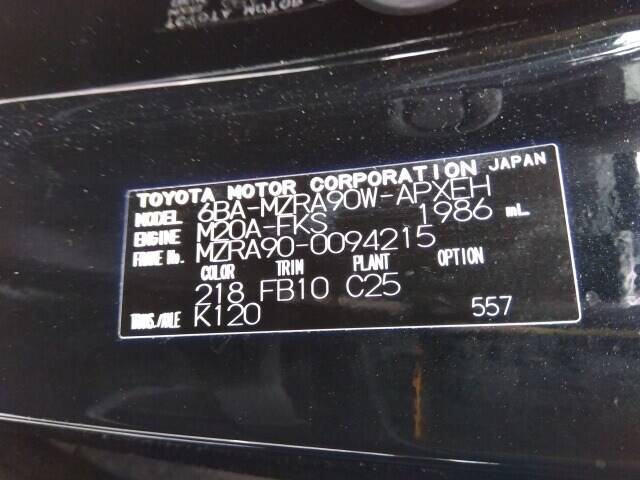 TOYOTA MOTOR CORPORATION JAPAN
MODEL 6BA-MZRA90W-APXEH
ENGINE M20A-FKS 1986 mL
FRAME No. MZRA90-0094215
COLOR TRIM PLANT OPTION
218 FB10 C25
TRANS./AXLE K120 557